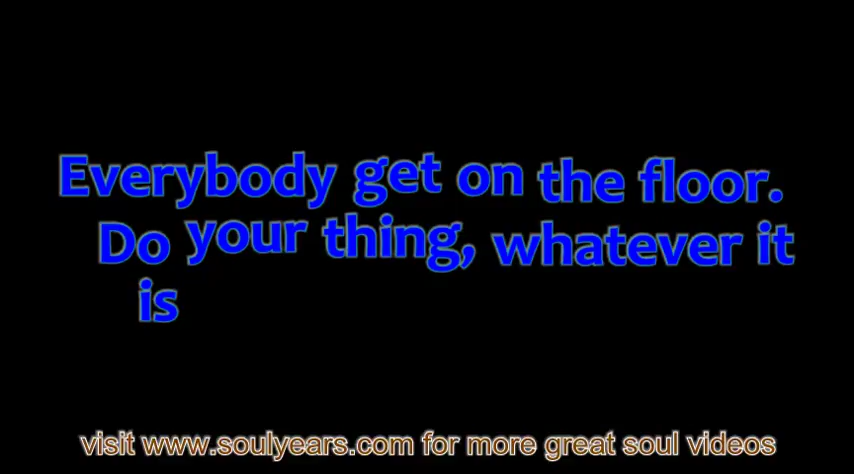 Everybody get on the floor.
Do your thing, whatever it
is
visit www.soulyears.com for more great soul videos